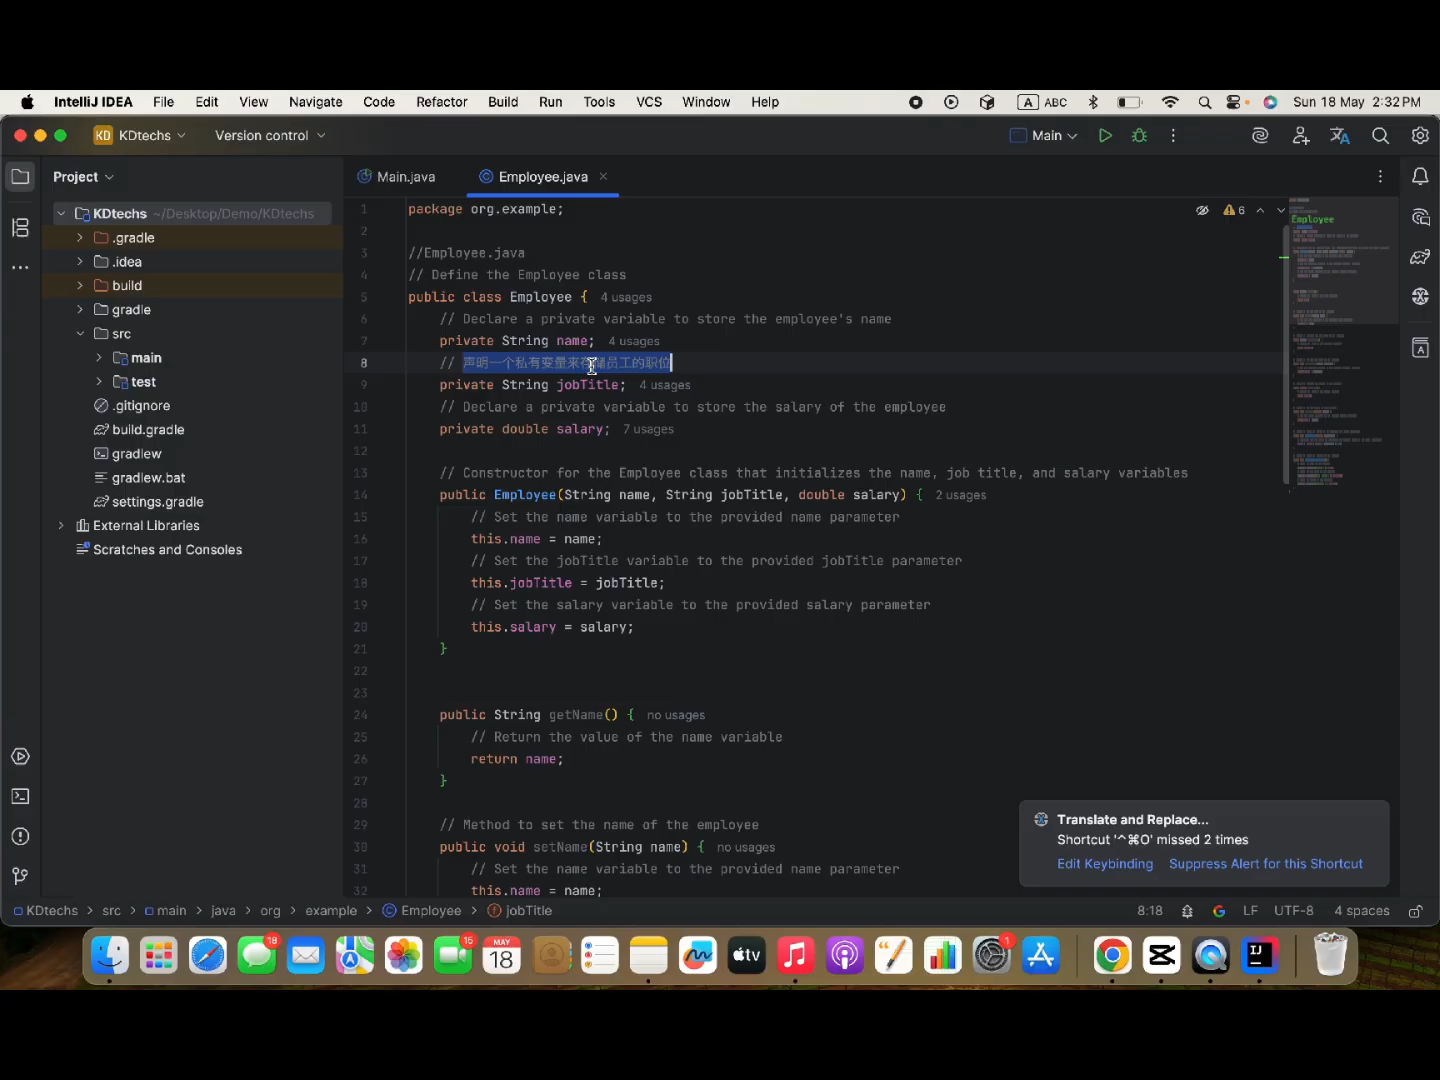 IntelliJ IDEA File Edit View Navigate Code Refactor Build Run Tools VCS Window Help A ABC Sun 18 May 2:32 PM
KD KDtechs Version control Main
Project
Main.java Employee.java
KDtechs ~/Desktop/Demo/KDtechs
.gradle
.idea
build
gradle
src
main
test
.gitignore
build.gradle
gradlew
gradlew.bat
settings.gradle
External Libraries
Scratches and Consoles
6
Employee
1 package org.example;
2
3 //Employee.java
4 // Define the Employee class
5 public class Employee { 4 usages
6 // Declare a private variable to store the employee's name
7 private String name; 4 usages
8 // 声明一个私有变量来存储员工的职位
9 private String jobTitle; 4 usages
10 // Declare a private variable to store the salary of the employee
11 private double salary; 7 usages
12
13 // Constructor for the Employee class that initializes the name, job title, and salary variables
14 public Employee(String name, String jobTitle, double salary) { 2 usages
15 // Set the name variable to the provided name parameter
16 this.name = name;
17 // Set the jobTitle variable to the provided jobTitle parameter
18 this.jobTitle = jobTitle;
19 // Set the salary variable to the provided salary parameter
20 this.salary = salary;
21 }
22
23
24 public String getName() { no usages
25 // Return the value of the name variable
26 return name;
27 }
28
29 // Method to set the name of the employee
30 public void setName(String name) { no usages
31 // Set the name variable to the provided name parameter
32 this.name = name;
Translate and Replace...
Shortcut '^⌘O' missed 2 times
Edit Keybinding Suppress Alert for this Shortcut
KDtechs > src > main > java > org > example > Employee > jobTitle 8:18 LF UTF-8 4 spaces
18 15 MAY 18 tv 1 IJ